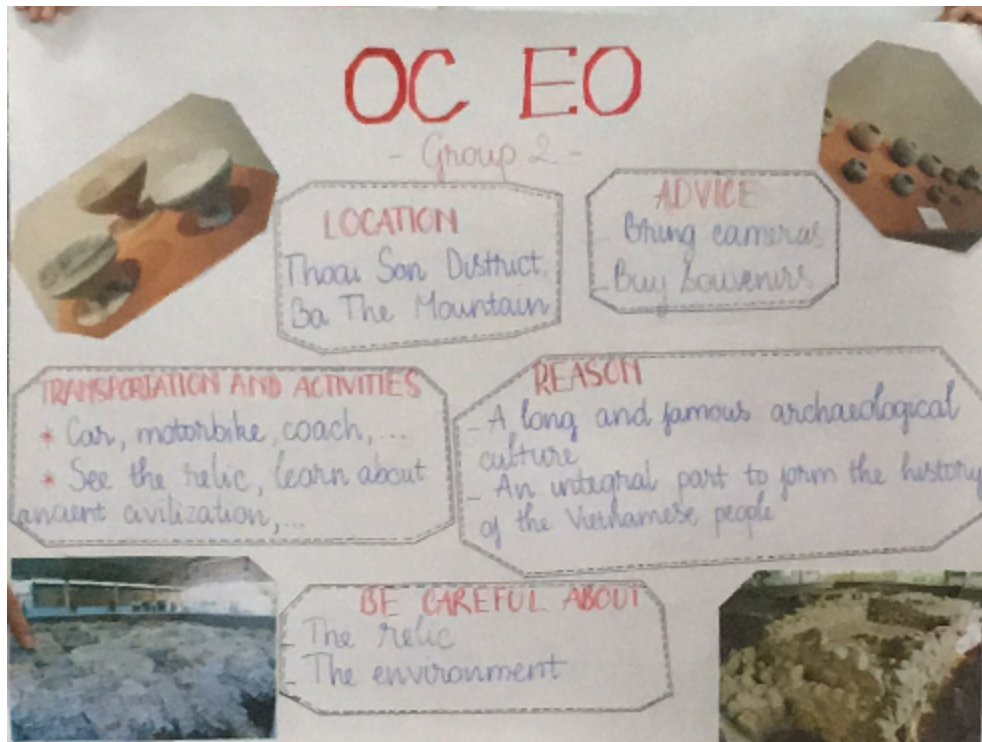 OC EO
- Group 2 -
LOCATION
Thoai Son District,
Ba The Mountain
ADVICE
- Bring cameras
- Buy souvenirs
TRANSPORTATION AND ACTIVITIES
* Car, motorbike, coach,...
* See the relic, learn about
ancient civilization,...
REASON
- A long and famous archaeological
culture
- An integral part to form the history
of the Vietnamese people
BE CAREFUL ABOUT
- The relic
- The environment